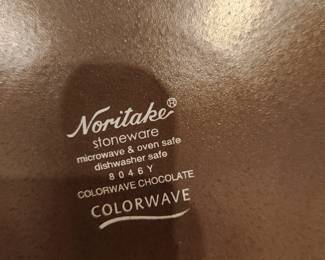 Noritake®
stoneware
microwave & oven safe
dishwasher safe
8046Y
COLORWAVE CHOCOLATE
COLORWAVE